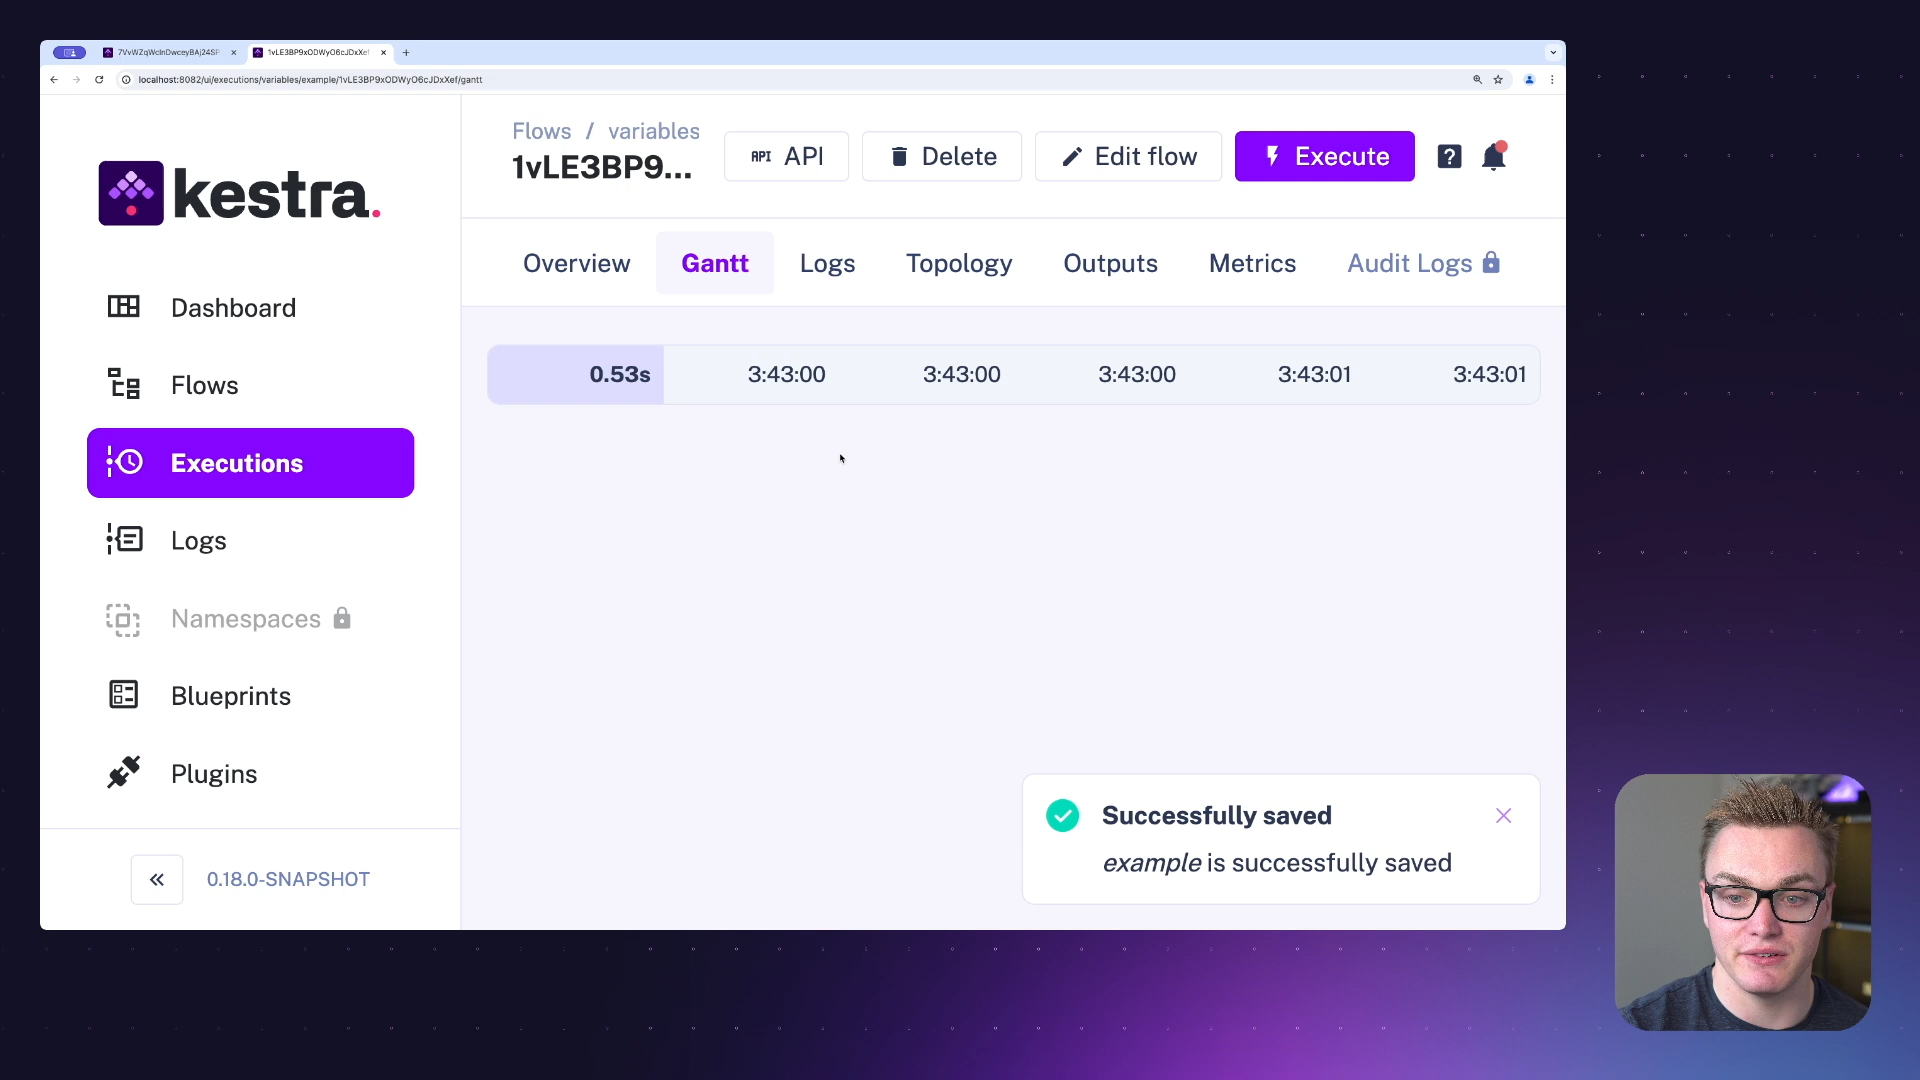 7VvWZqWcInDwceyBAj24SF
1vLE3BP9xODWyO6cJDxXef
localhost:8082/ui/executions/variables/example/1vLE3BP9xODWyO6cJDxXef/gantt
kestra.
Flows / variables
1vLE3BP9...
API API
Delete
Edit flow
Execute
Overview
Gantt
Logs
Topology
Outputs
Metrics
Audit Logs
Dashboard
Flows
Executions
Logs
Namespaces
Blueprints
Plugins
0.18.0-SNAPSHOT
0.53s 3:43:00 3:43:00 3:43:00 3:43:01 3:43:01
Successfully saved
example is successfully saved